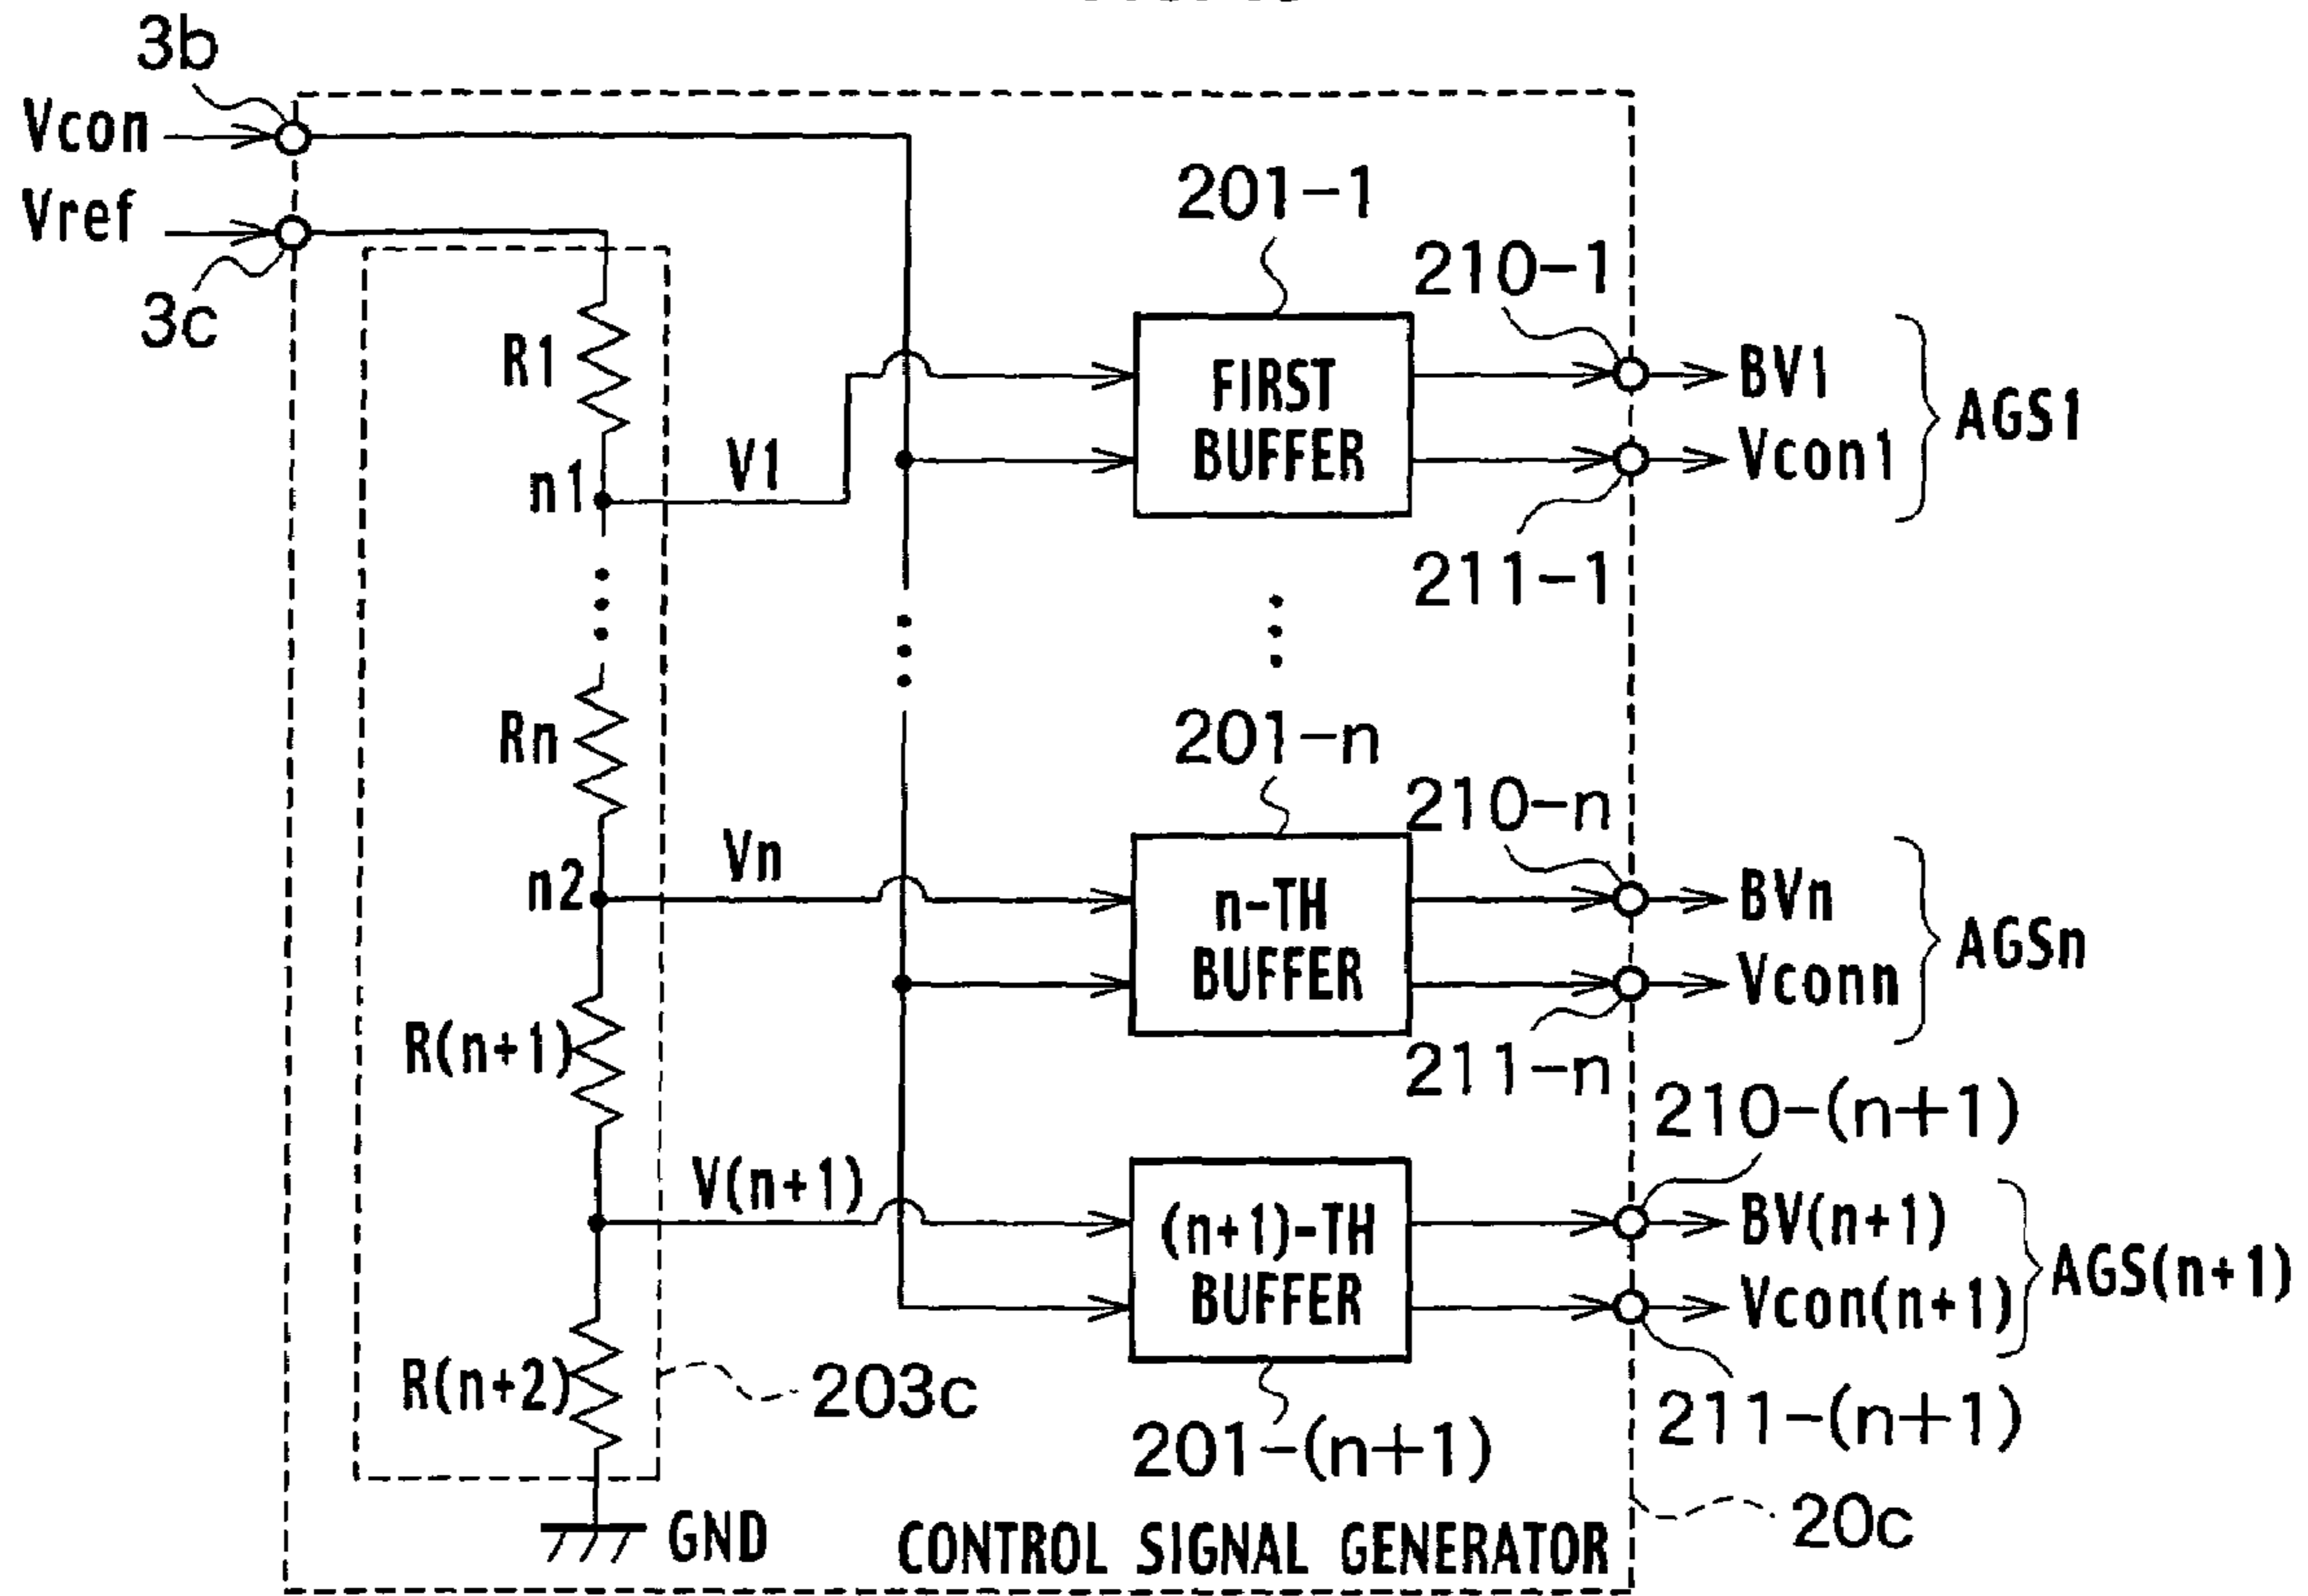 3b
Vcon
Vref
3c
201-1
210-1
R1
FIRST
BUFFER
BV1
Vcon1
AGS1
n1
V1
211-1
Rn
201-n
210-n
n2
Vn
n-TH
BUFFER
BVn
Vconn
AGSn
R(n+1)
211-n
210-(n+1)
V(n+1)
(n+1)-TH
BUFFER
BV(n+1)
Vcon(n+1)
AGS(n+1)
R(n+2)
203c
201-(n+1)
211-(n+1)
GND
CONTROL SIGNAL GENERATOR
20c